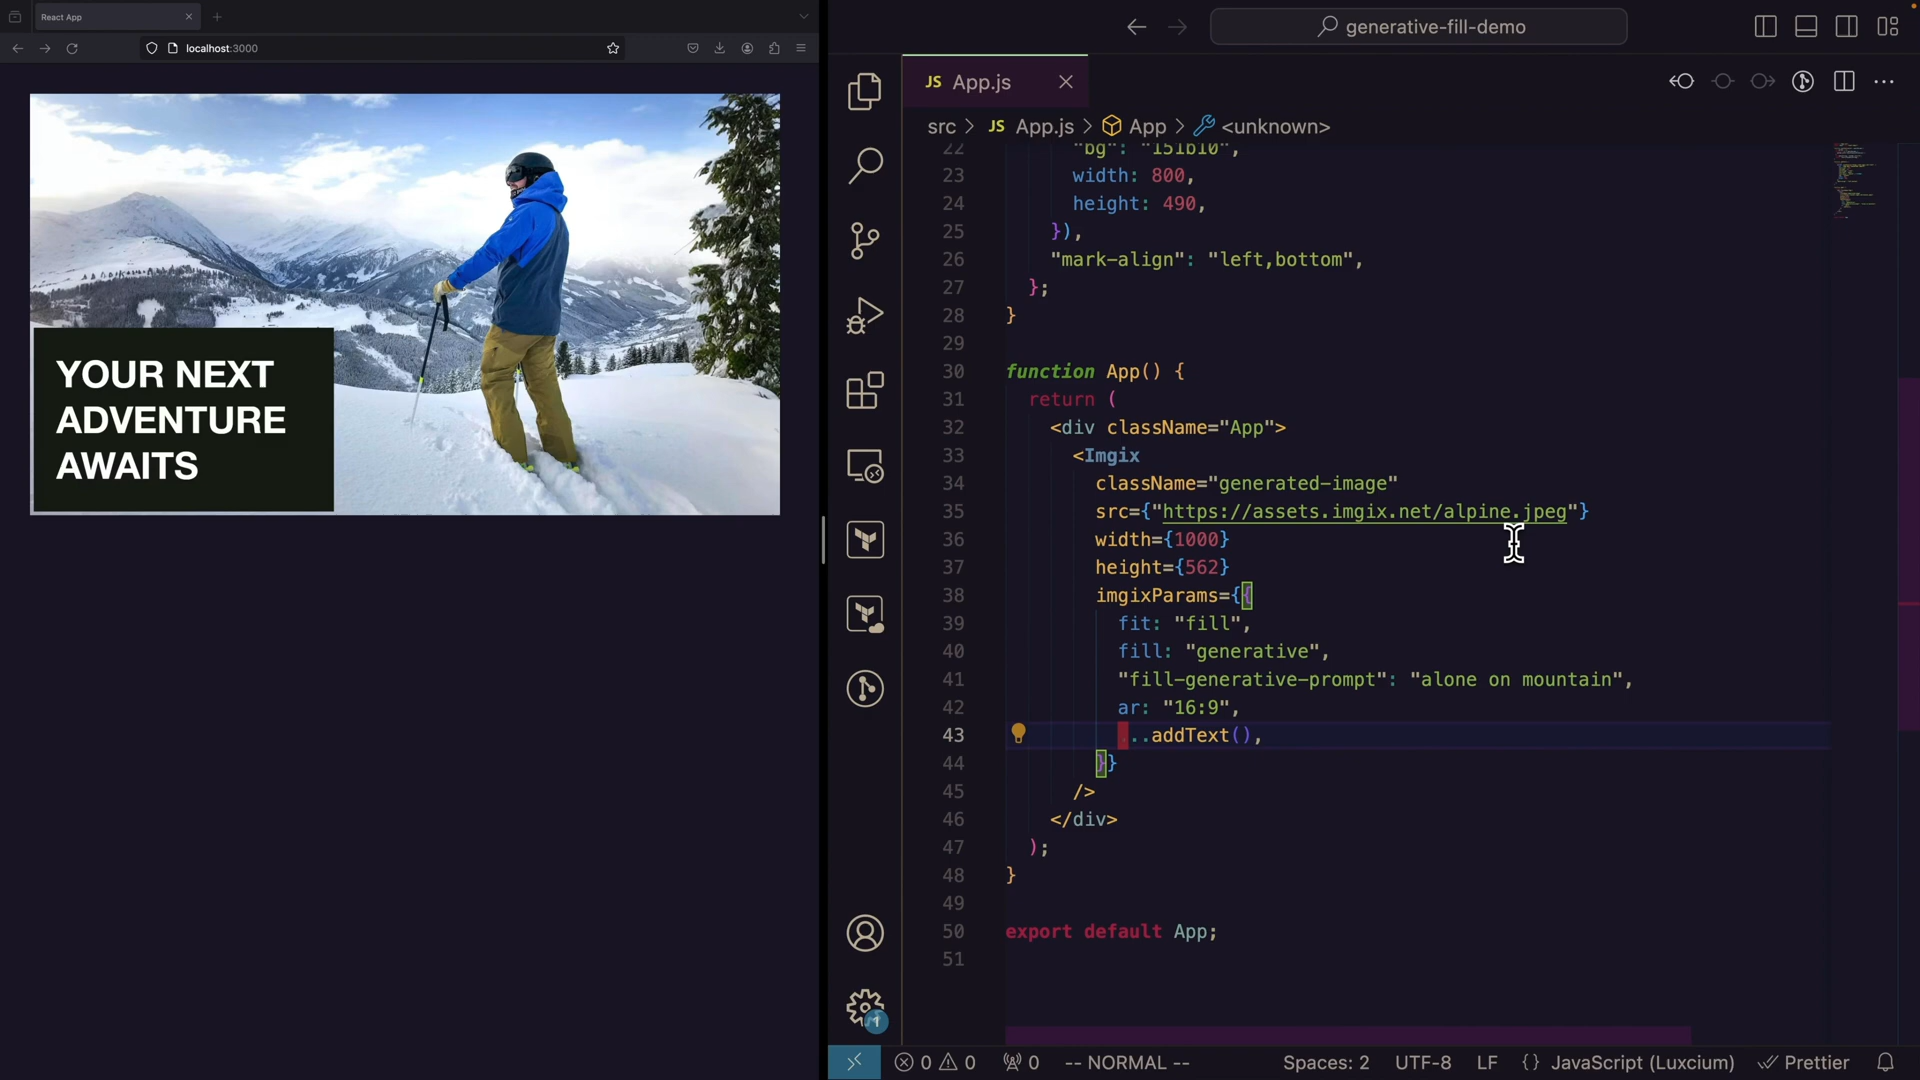 React App
localhost:3000
YOUR NEXT
ADVENTURE
AWAITS
generative-fill-demo
JS App.js
src > JS App.js > App > <unknown>
22 "bg": "151b10",
23 width: 800,
24 height: 490,
25 }),
26 "mark-align": "left,bottom",
27 };
28 }
29
30 function App() {
31 return (
32 <div className="App">
33 <Imgix
34 className="generated-image"
35 src={"https://assets.imgix.net/alpine.jpeg"}
36 width={1000}
37 height={562}
38 imgixParams={{
39 fit: "fill",
40 fill: "generative",
41 "fill-generative-prompt": "alone on mountain",
42 ar: "16:9",
43 ...addText(),
44 }}
45 />
46 </div>
47 );
48 }
49
50 export default App;
51
1
0 0 0 -- NORMAL -- Spaces: 2 UTF-8 LF {} JavaScript (Luxcium) Prettier